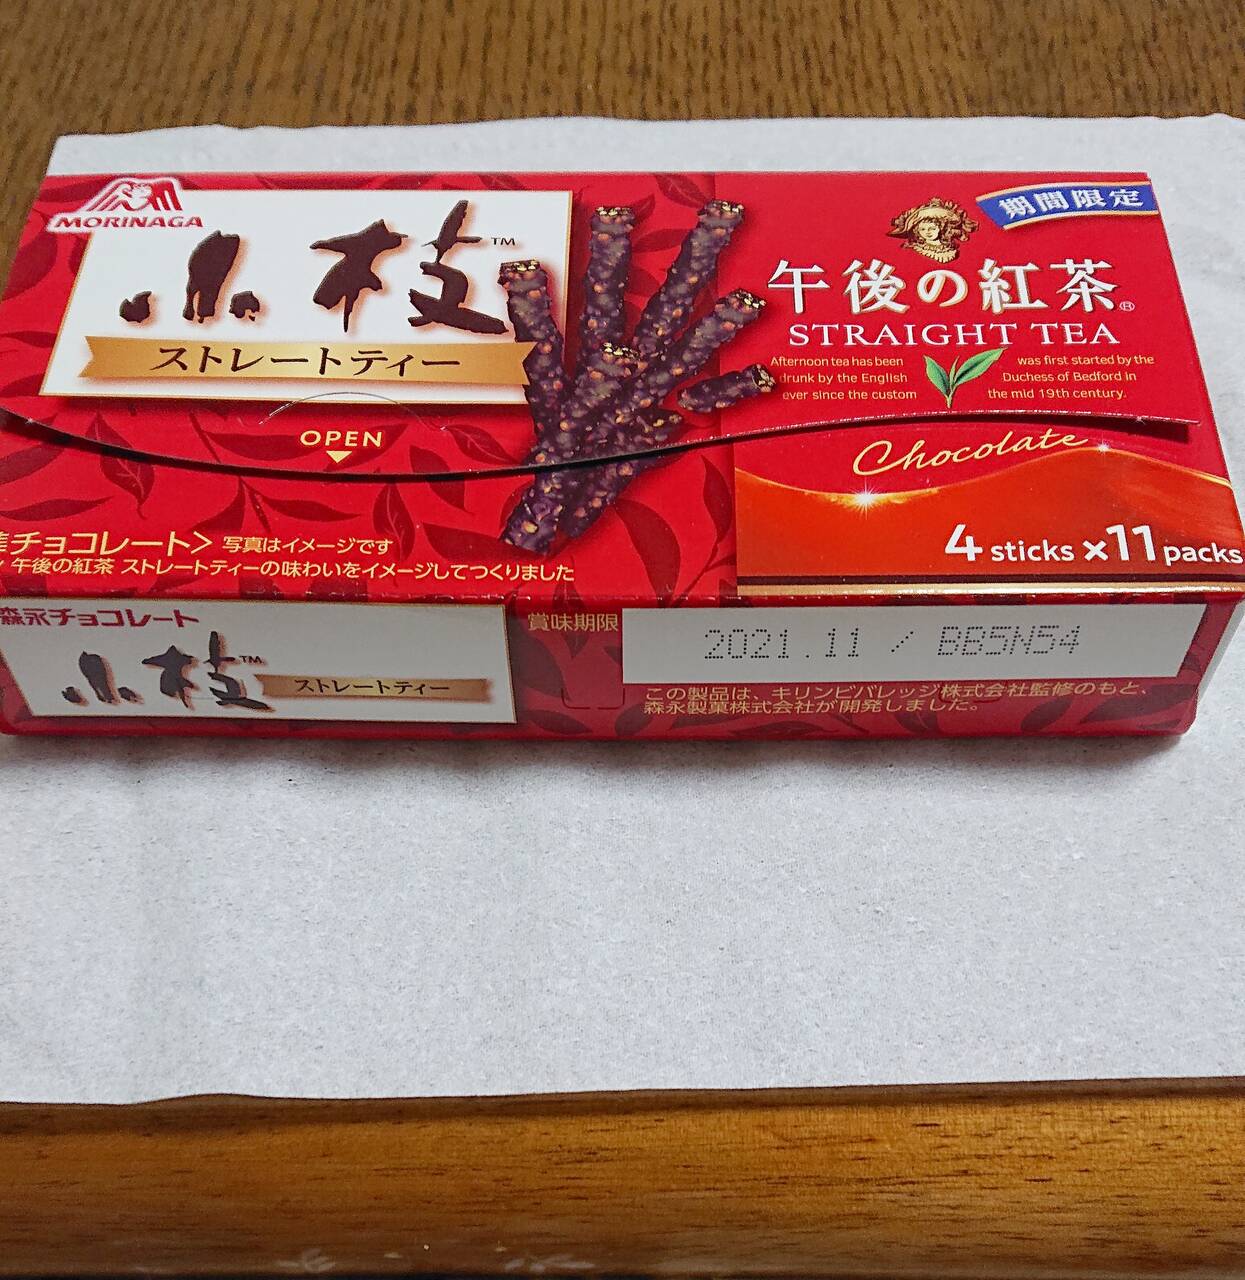 MORINAGA
小枝™
ストレートティー
OPEN
期間限定
午後の紅茶®
STRAIGHT TEA
Afternoon tea has been
drunk by the English
ever since the custom
was first started by the
Duchess of Bedford in
the mid 19th century.
Chocolate
4 sticks ×11 packs
チョコレート〉写真はイメージです
午後の紅茶 ストレートティーの味わいをイメージしてつくりました
森永チョコレート
小枝™
ストレートティー
賞味期限
2021.11 / BB5N54
この製品は、キリンビバレッジ株式会社監修のもと、
森永製菓株式会社が開発しました。